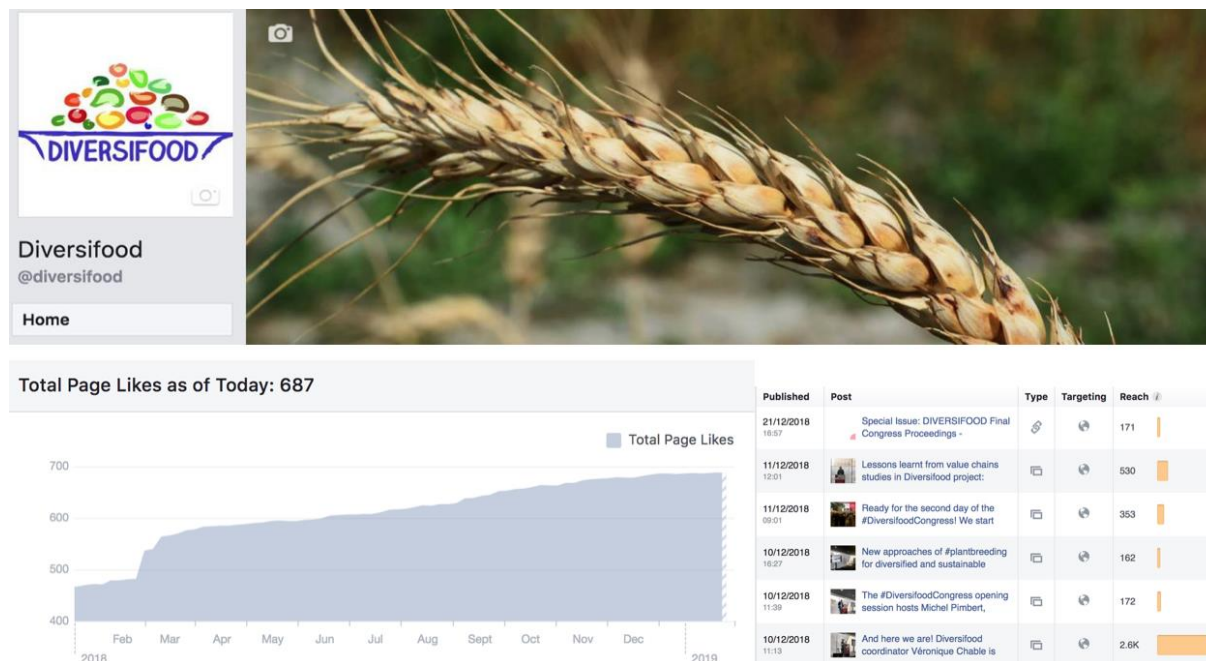 DIVERSIFOOD
Diversifood
@diversifood
Home
Total Page Likes as of Today: 687
Total Page Likes
700
600
500
400
Feb Mar Apr May Jun Jul Aug Sept Oct Nov Dec
2018 2019
Published Post Type Targeting Reach i
21/12/2018 Special Issue: DIVERSIFOOD Final 171
16:57 Congress Proceedings -
11/12/2018 Lessons learnt from value chains 530
12:01 studies in Diversifood project:
11/12/2018 Ready for the second day of the 353
09:01 #DiversifoodCongress! We start
10/12/2018 New approaches of #plantbreeding 162
16:27 for diversified and sustainable
10/12/2018 The #DiversifoodCongress opening 172
11:39 session hosts Michel Pimbert,
10/12/2018 And here we are! Diversifood 2.6K
11:13 coordinator Véronique Chable is